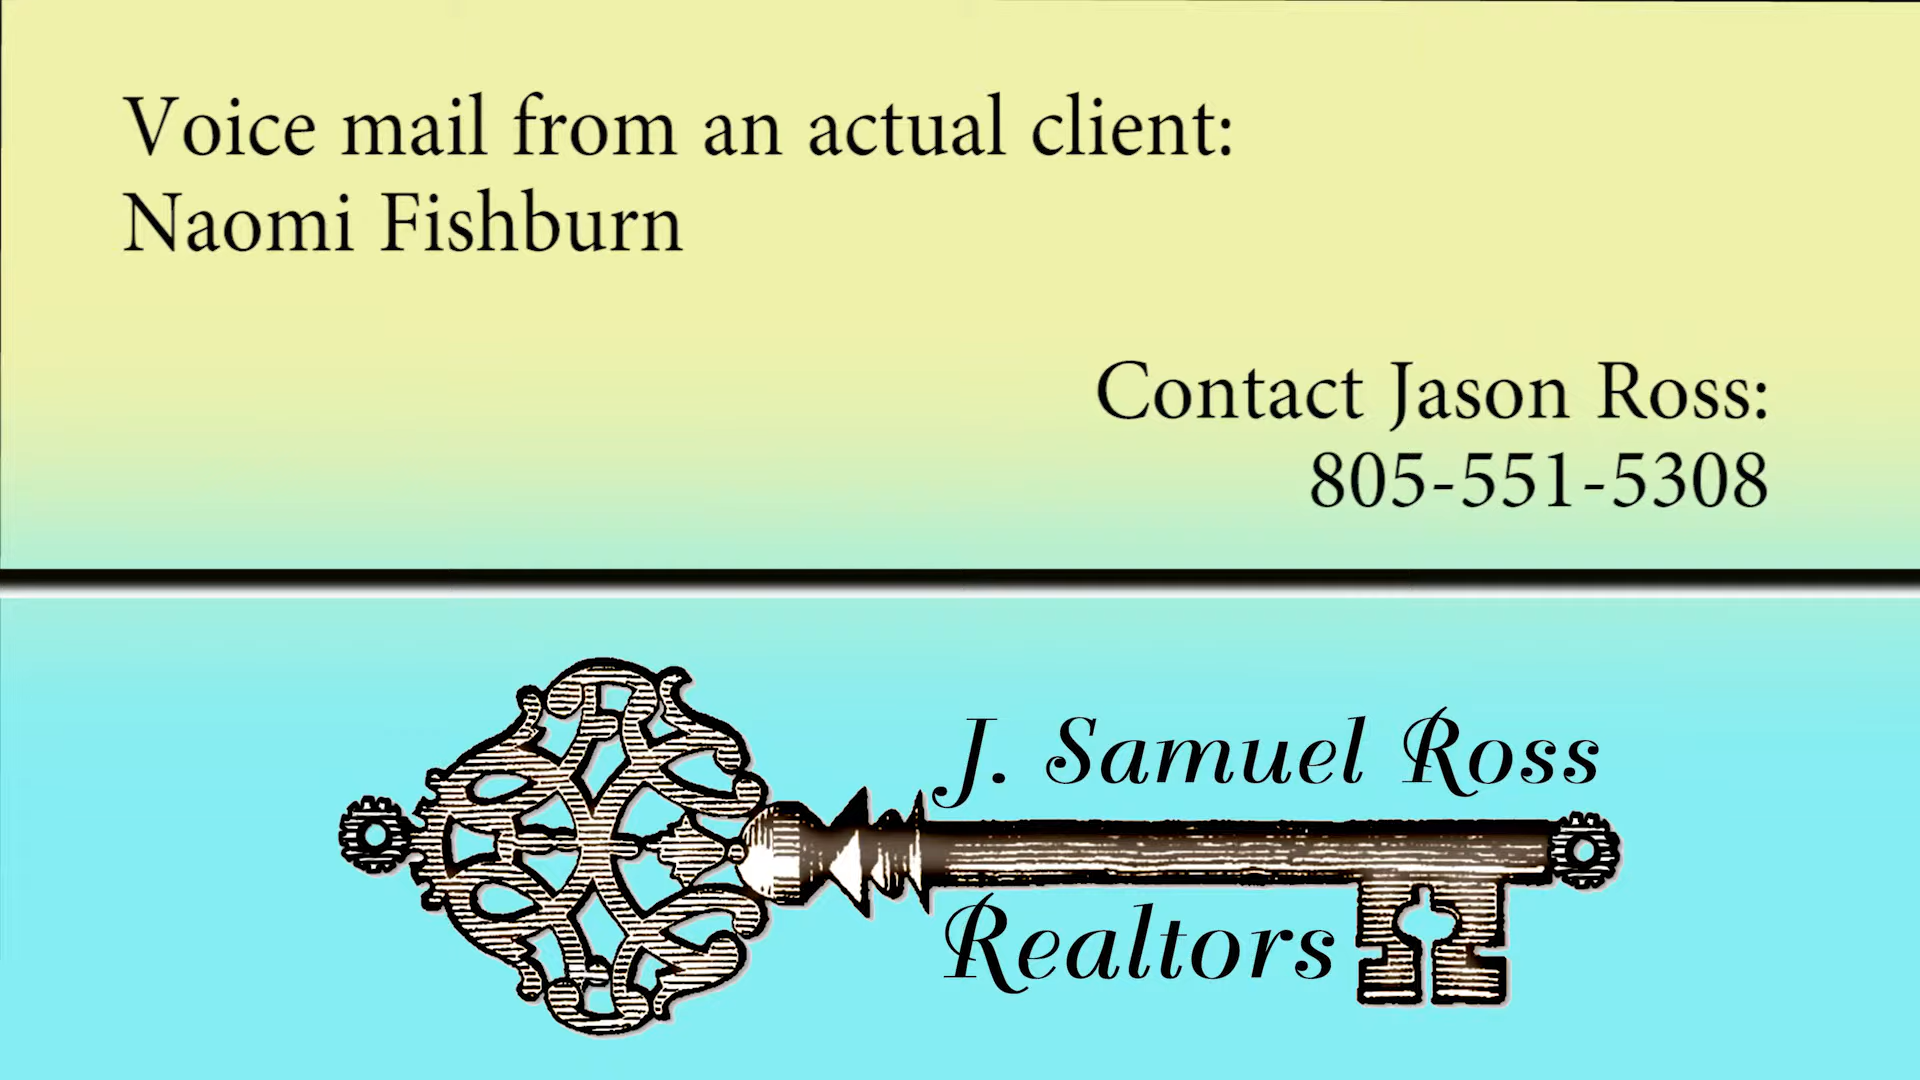 Voice mail from an actual client:
Naomi Fishburn
Contact Jason Ross:
805-551-5308
J. Samuel Ross
Realtors